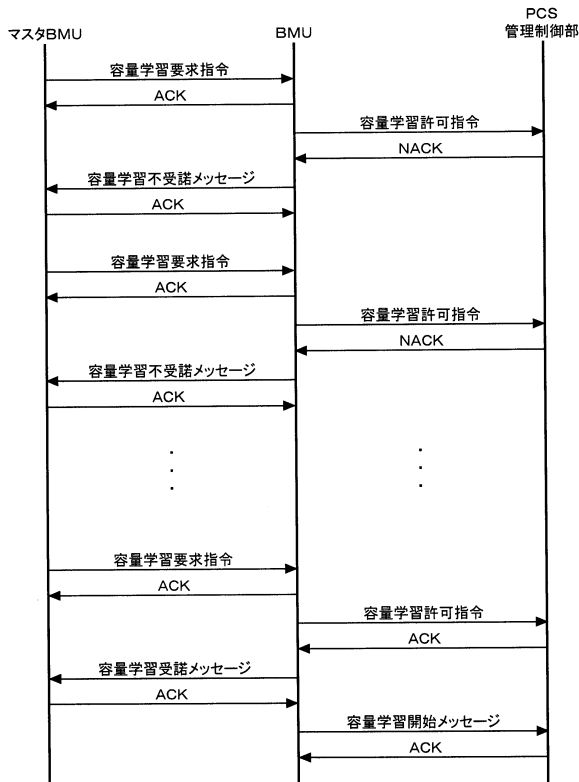 マスタBMU
BMU
PCS
管理制御部
容量学習要求指令
ACK
容量学習許可指令
NACK
容量学習不受諾メッセージ
ACK
容量学習要求指令
ACK
容量学習許可指令
NACK
容量学習不受諾メッセージ
ACK
容量学習要求指令
ACK
容量学習許可指令
ACK
容量学習受諾メッセージ
ACK
容量学習開始メッセージ
ACK